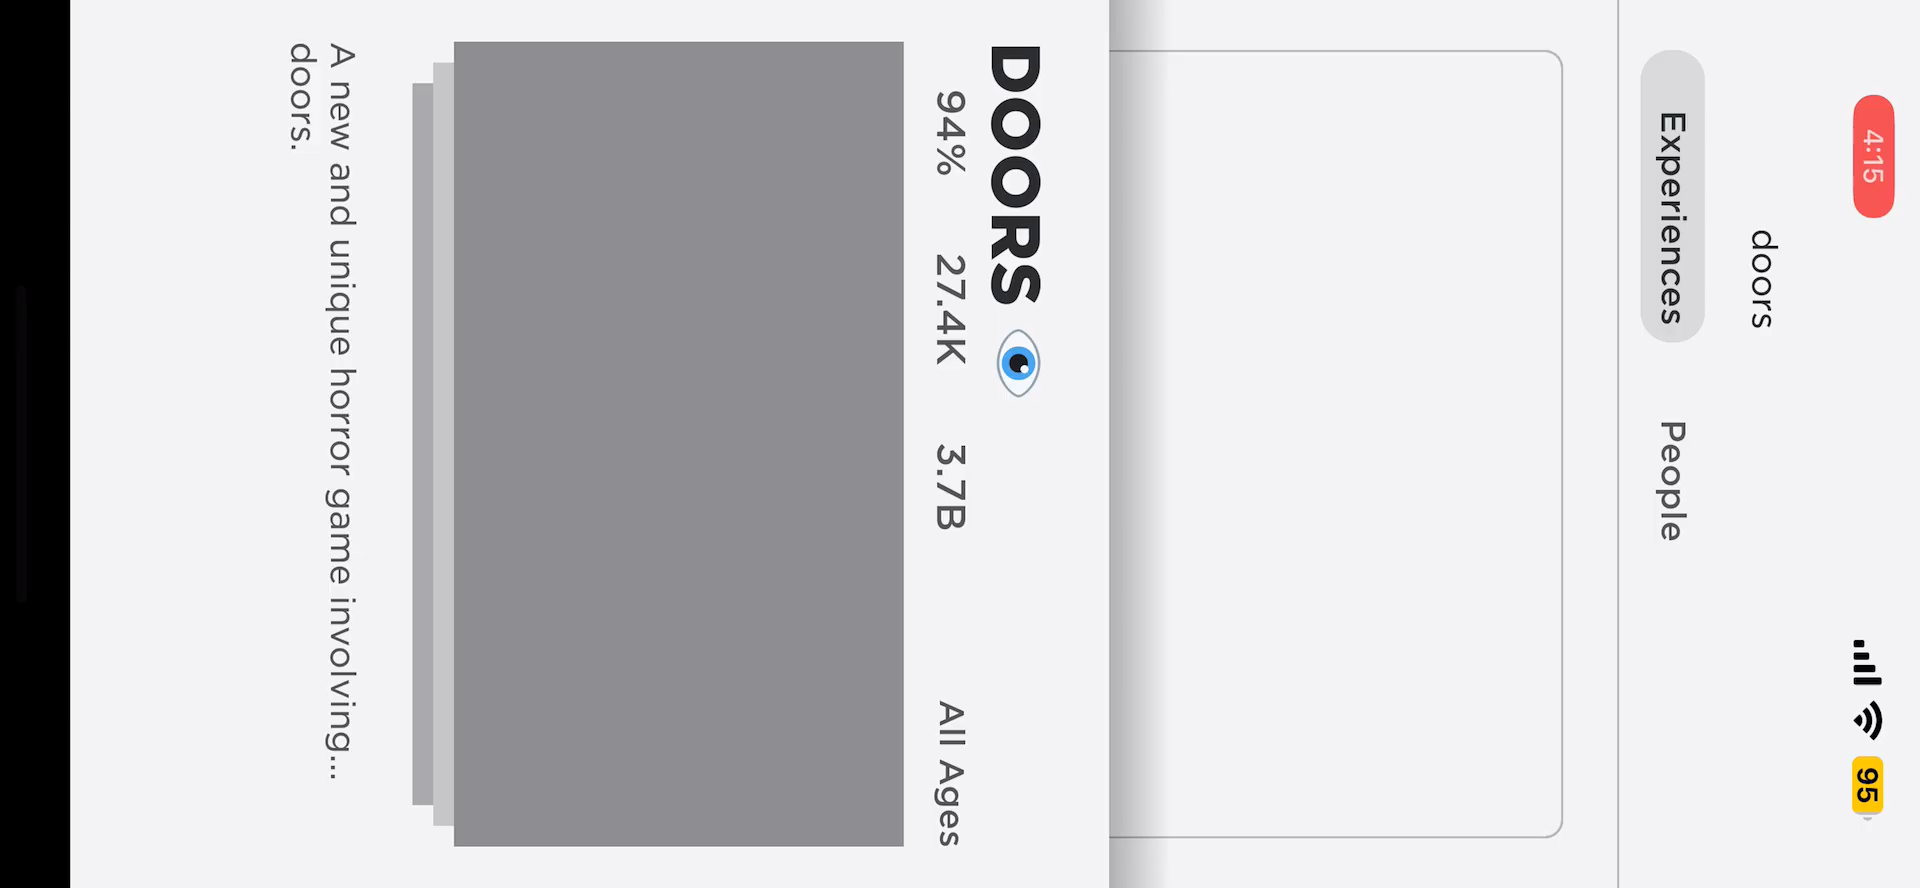 4:15
95
doors
Experiences People
DOORS 👁
94% 27.4K 3.7B All Ages
A new and unique horror game involving...
doors.